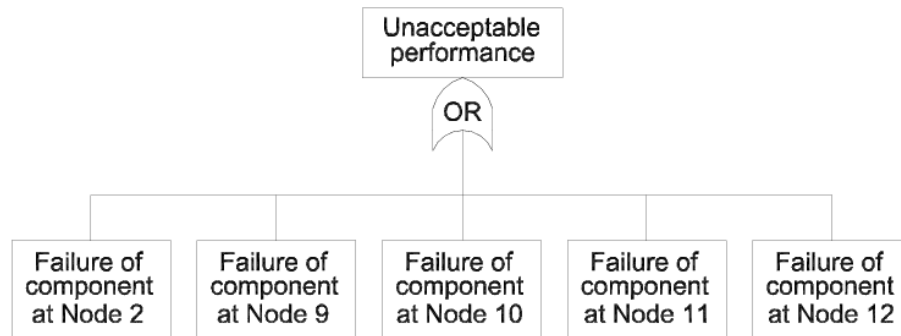 Unacceptable
performance
OR
Failure of
component
at Node 2
Failure of
component
at Node 9
Failure of
component
at Node 10
Failure of
component
at Node 11
Failure of
component
at Node 12